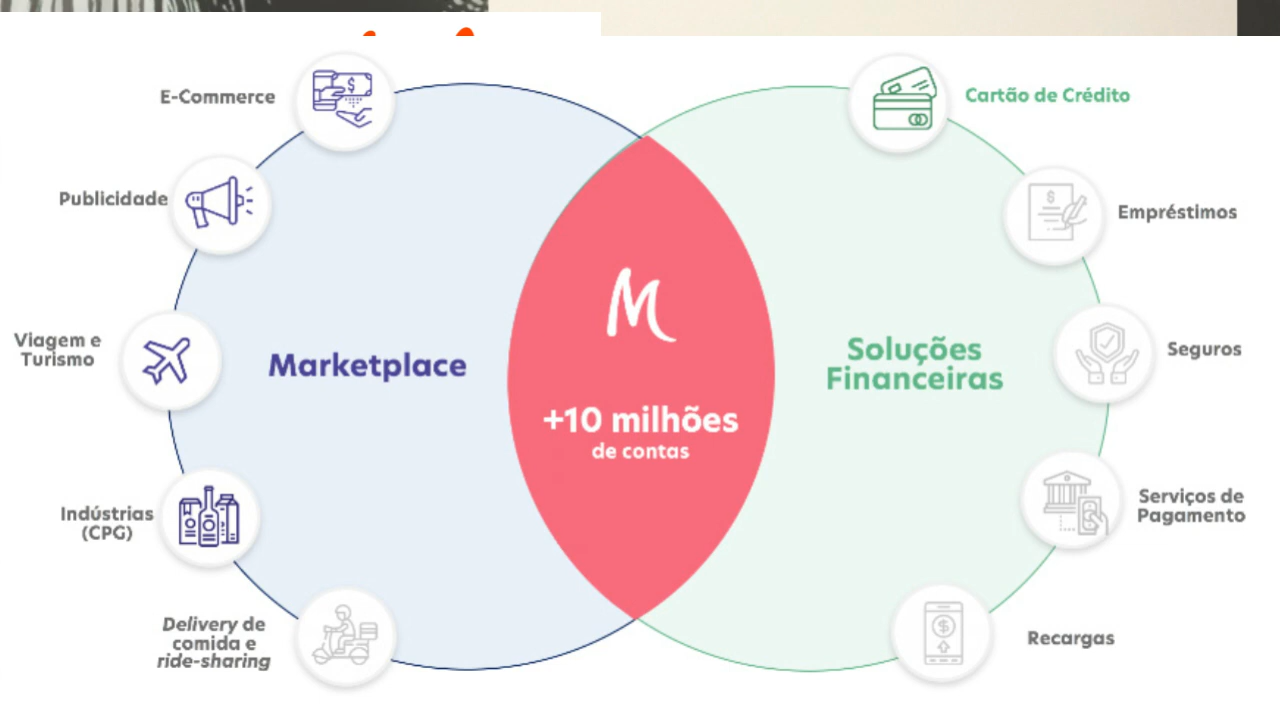 E-Commerce
Cartão de Crédito
Publicidade
Empréstimos
Viagem e
Turismo
Marketplace
M
+10 milhões
de contas
Soluções
Financeiras
Seguros
Indústrias
(CPG)
Serviços de
Pagamento
Delivery de
comida e
ride-sharing
Recargas